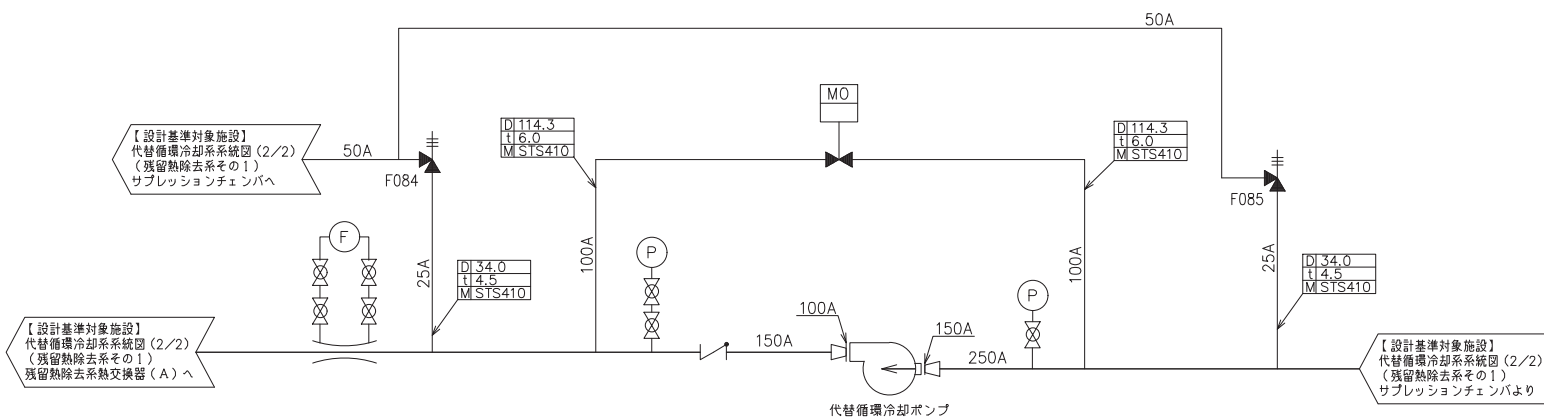 50A
50A
MO
【設計基準対象施設】
代替循環冷却系系統図(2/2)
(残留熱除去系その1)
サプレッションチェンバへ
50A
F084
D 114.3
t 6.0
M STS410
D 114.3
t 6.0
M STS410
F085
F
25A
100A
P
100A
25A
D 34.0
t 4.5
M STS410
D 34.0
t 4.5
M STS410
P
100A
150A
150A
250A
【設計基準対象施設】
代替循環冷却系系統図(2/2)
(残留熱除去系その1)
残留熱除去系熱交換器(A)へ
【設計基準対象施設】
代替循環冷却系系統図(2/2)
(残留熱除去系その1)
サプレッションチェンバより
代替循環冷却ポンプ